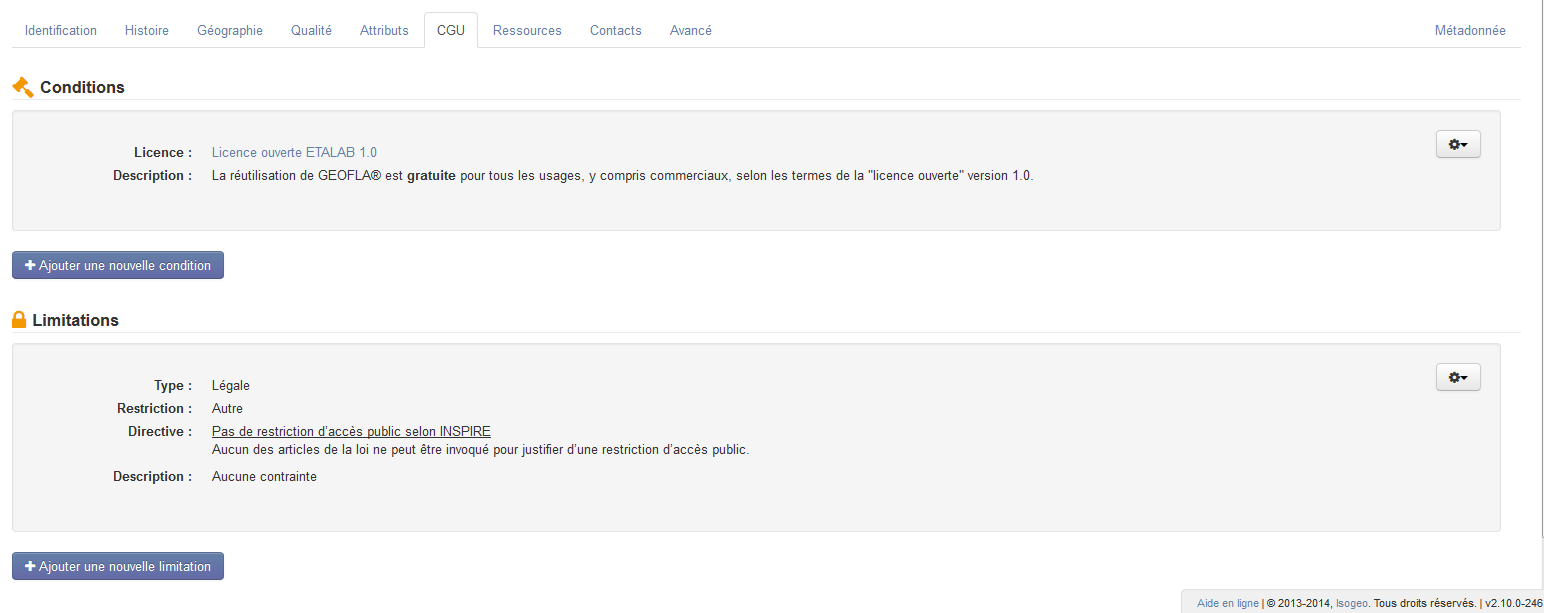 Identification Histoire Géographie Qualité Attributs CGU Ressources Contacts Avancé Métadonnée
Conditions
Licence : Licence ouverte ETALAB 1.0
Description : La réutilisation de GEOFLA® est gratuite pour tous les usages, y compris commerciaux, selon les termes de la "licence ouverte" version 1.0.
Ajouter une nouvelle condition
Limitations
Type : Légale
Restriction : Autre
Directive : Pas de restriction d'accès public selon INSPIRE
Aucun des articles de la loi ne peut être invoqué pour justifier d'une restriction d'accès public.
Description : Aucune contrainte
Ajouter une nouvelle limitation
Aide en ligne | © 2013-2014, Isogeo. Tous droits réservés. | v2.10.0-246